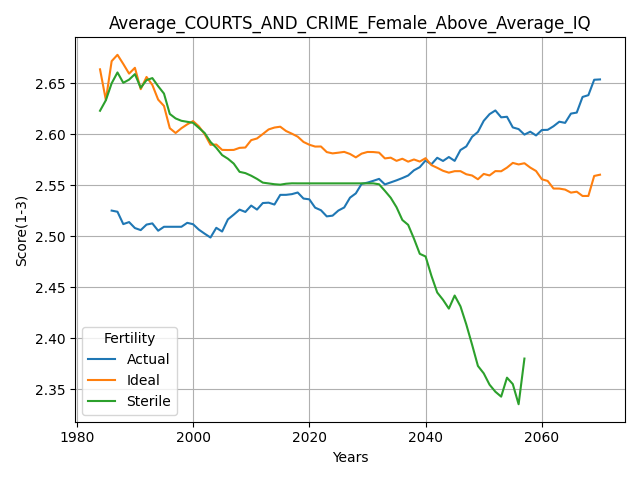 Average_COURTS_AND_CRIME_Female_Above_Average_IQ
Score(1-3)
2.65
2.60
2.55
2.50
2.45
2.40
2.35
Fertility
Actual
Ideal
Sterile
1980 2000 2020 2040 2060
Years